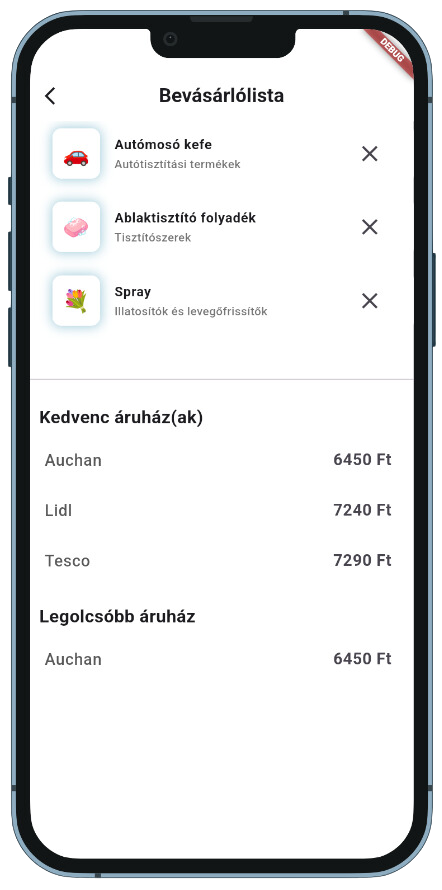 DEBUG
Bevásárlólista
Autómosó kefe
Autótisztítási termékek
Ablaktisztító folyadék
Tisztítószerek
Spray
Illatosítók és levegőfrissítők
Kedvenc áruház(ak)
Auchan 6450 Ft
Lidl 7240 Ft
Tesco 7290 Ft
Legolcsóbb áruház
Auchan 6450 Ft